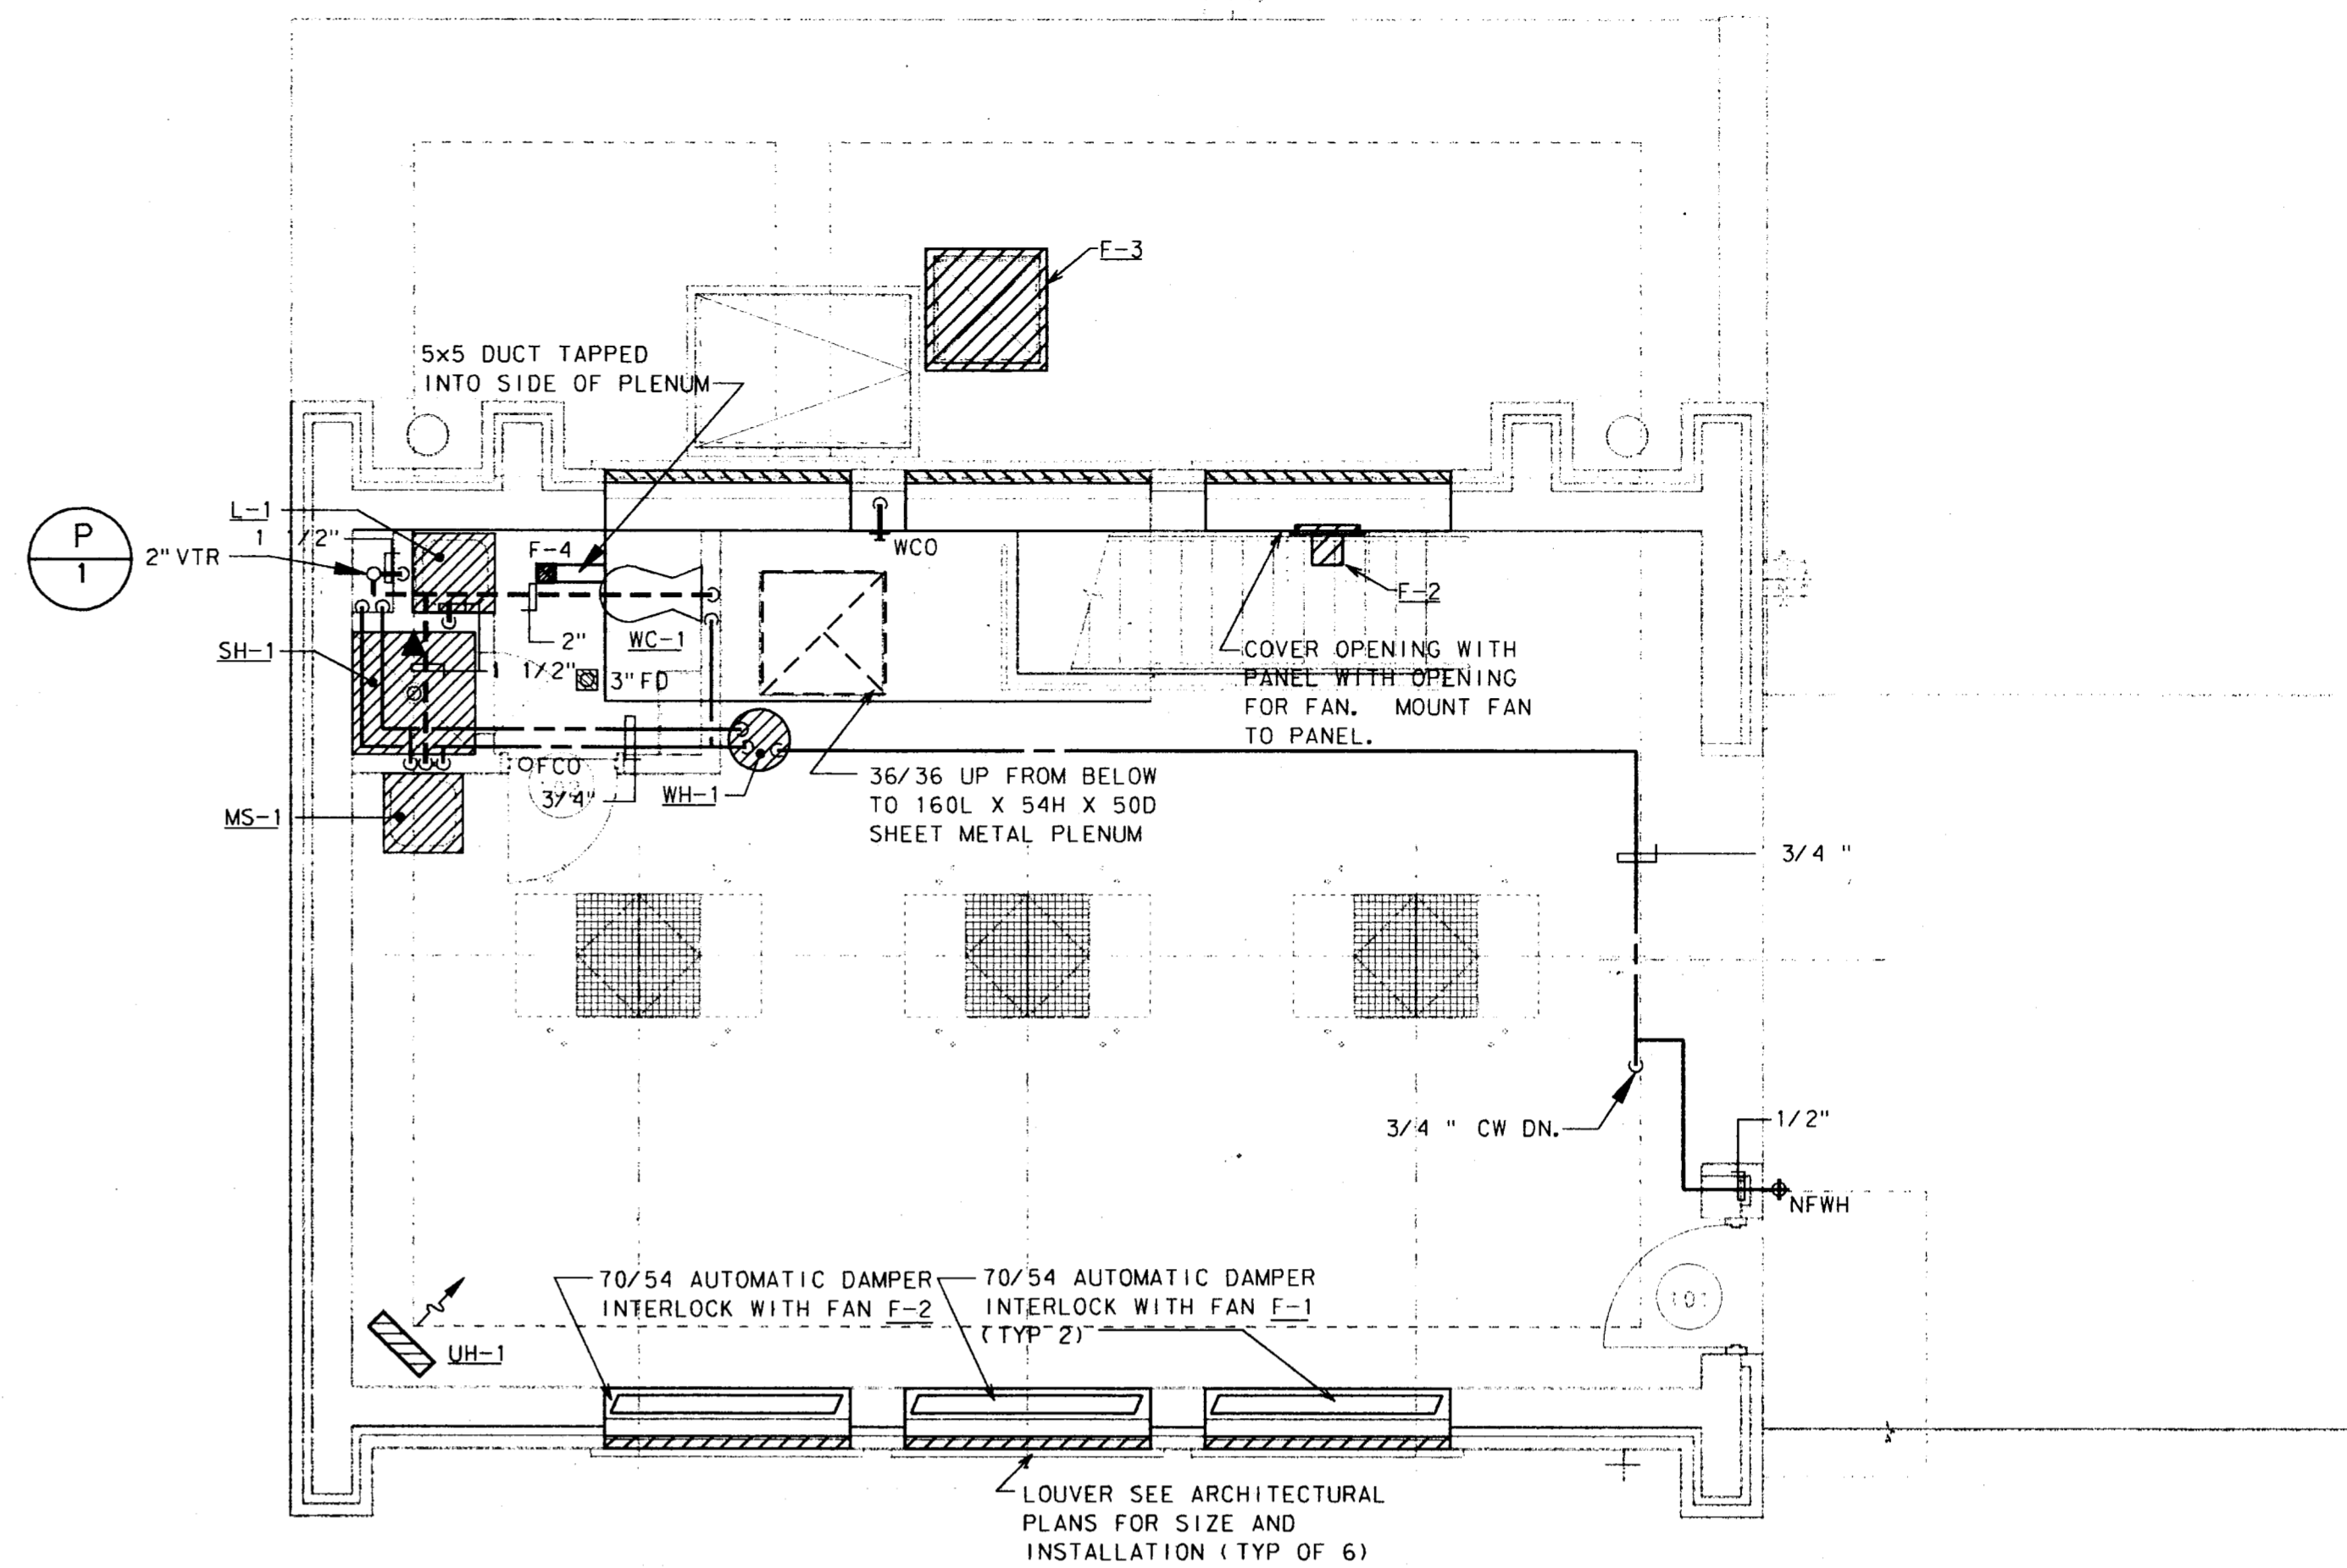 F-3
5x5 DUCT TAPPED
INTO SIDE OF PLENUM
P
1
L-1
1 1/2"
2" VTR
F-4
WCO
F-2
2"
WC-1
SH-1
1 1/2"
3" FD
COVER OPENING WITH
PANEL WITH OPENING
FOR FAN. MOUNT FAN
TO PANEL.
FCO
3/4"
WH-1
36/36 UP FROM BELOW
TO 160L X 54H X 50D
SHEET METAL PLENUM
MS-1
3/4 "
3/4 " CW DN.
1/2"
NFWH
70/54 AUTOMATIC DAMPER
INTERLOCK WITH FAN F-2
70/54 AUTOMATIC DAMPER
INTERLOCK WITH FAN F-1
(TYP 2)
101
UH-1
LOUVER SEE ARCHITECTURAL
PLANS FOR SIZE AND
INSTALLATION (TYP OF 6)